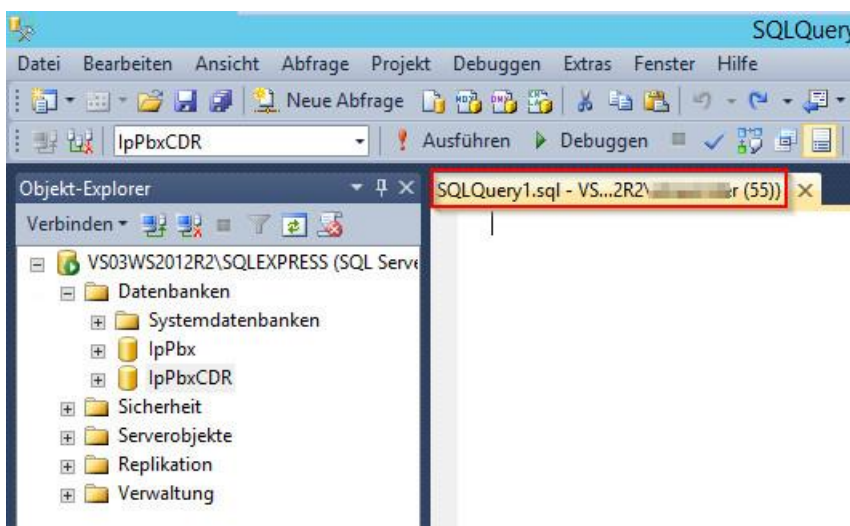 SQLQuery
Datei Bearbeiten Ansicht Abfrage Projekt Debuggen Extras Fenster Hilfe
Neue Abfrage
IpPbxCDR Ausführen Debuggen
Objekt-Explorer
SQLQuery1.sql - VS...2R2\ r (55))
Verbinden
VS03WS2012R2\SQLEXPRESS (SQL Serve
Datenbanken
Systemdatenbanken
IpPbx
IpPbxCDR
Sicherheit
Serverobjekte
Replikation
Verwaltung